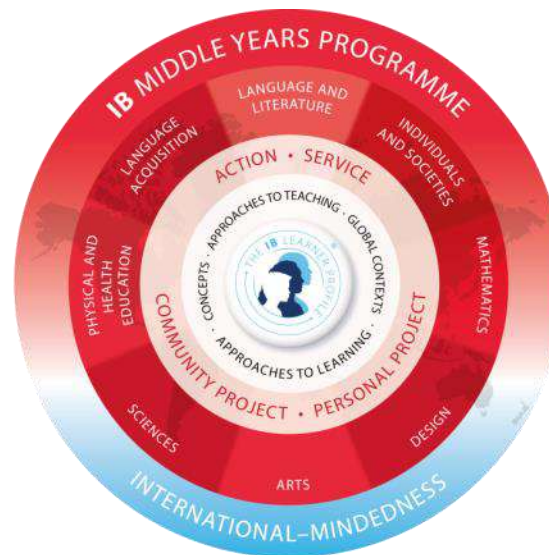 IB MIDDLE YEARS PROGRAMME
LANGUAGE AND
LITERATURE
INDIVIDUALS
AND SOCIETIES
MATHEMATICS
DESIGN
ARTS
SCIENCES
PHYSICAL AND
HEALTH
EDUCATION
LANGUAGE
ACQUISITION
ACTION • SERVICE
COMMUNITY PROJECT • PERSONAL PROJECT
APPROACHES TO TEACHING · GLOBAL CONTEXTS ·
APPROACHES TO LEARNING ·
CONCEPTS ·
THE IB LEARNER PROFILE
®
INTERNATIONAL–MINDEDNESS